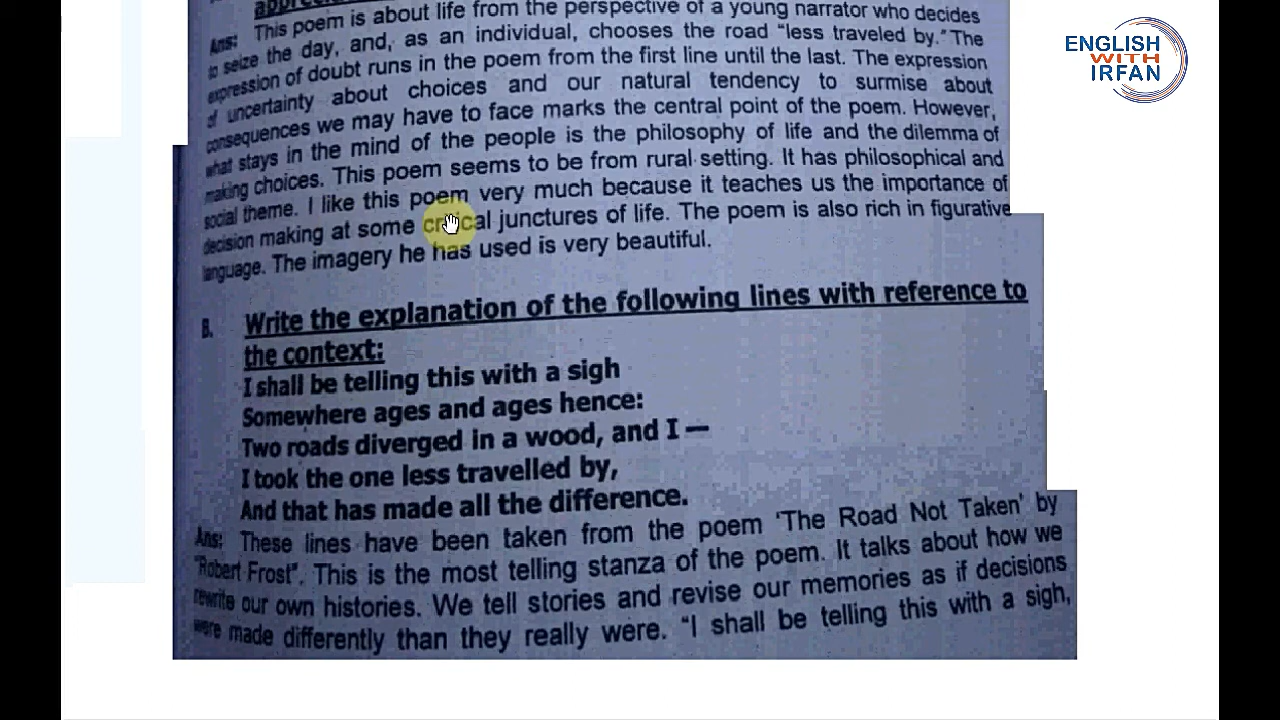 ENGLISH
WITH
IRFAN
Ans: This poem is about life from the perspective of a young narrator who decides
to seize the day, and, as an individual, chooses the road "less traveled by." The
expression of doubt runs in the poem from the first line until the last. The expression
of uncertainty about choices and our natural tendency to surmise about
consequences we may have to face marks the central point of the poem. However,
what stays in the mind of the people is the philosophy of life and the dilemma of
making choices. This poem seems to be from rural setting. It has philosophical and
social theme. I like this poem very much because it teaches us the importance of
decision making at some critical junctures of life. The poem is also rich in figurative
language. The imagery he has used is very beautiful.
B. Write the explanation of the following lines with reference to
the context:
I shall be telling this with a sigh
Somewhere ages and ages hence:
Two roads diverged in a wood, and I —
I took the one less travelled by,
And that has made all the difference.
Ans: These lines have been taken from the poem 'The Road Not Taken' by
"Robert Frost". This is the most telling stanza of the poem. It talks about how we
rewrite our own histories. We tell stories and revise our memories as if decisions
were made differently than they really were. "I shall be telling this with a sigh,